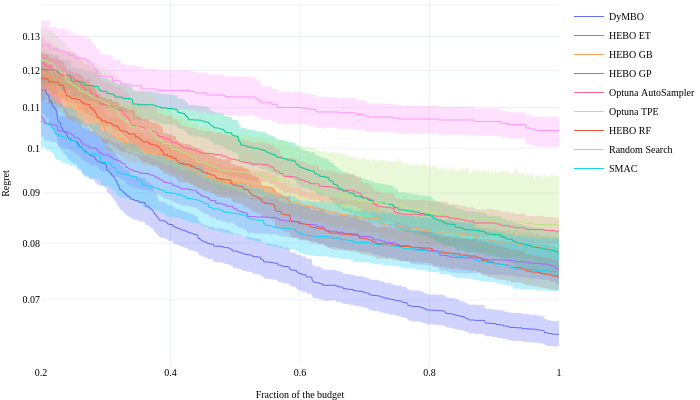 0.13
0.12
0.11
0.1
0.09
0.08
0.07
Regret
0.2
0.4
0.6
0.8
1
Fraction of the budget
DyMBO
HEBO ET
HEBO GB
HEBO GP
Optuna AutoSampler
Optuna TPE
HEBO RF
Random Search
SMAC